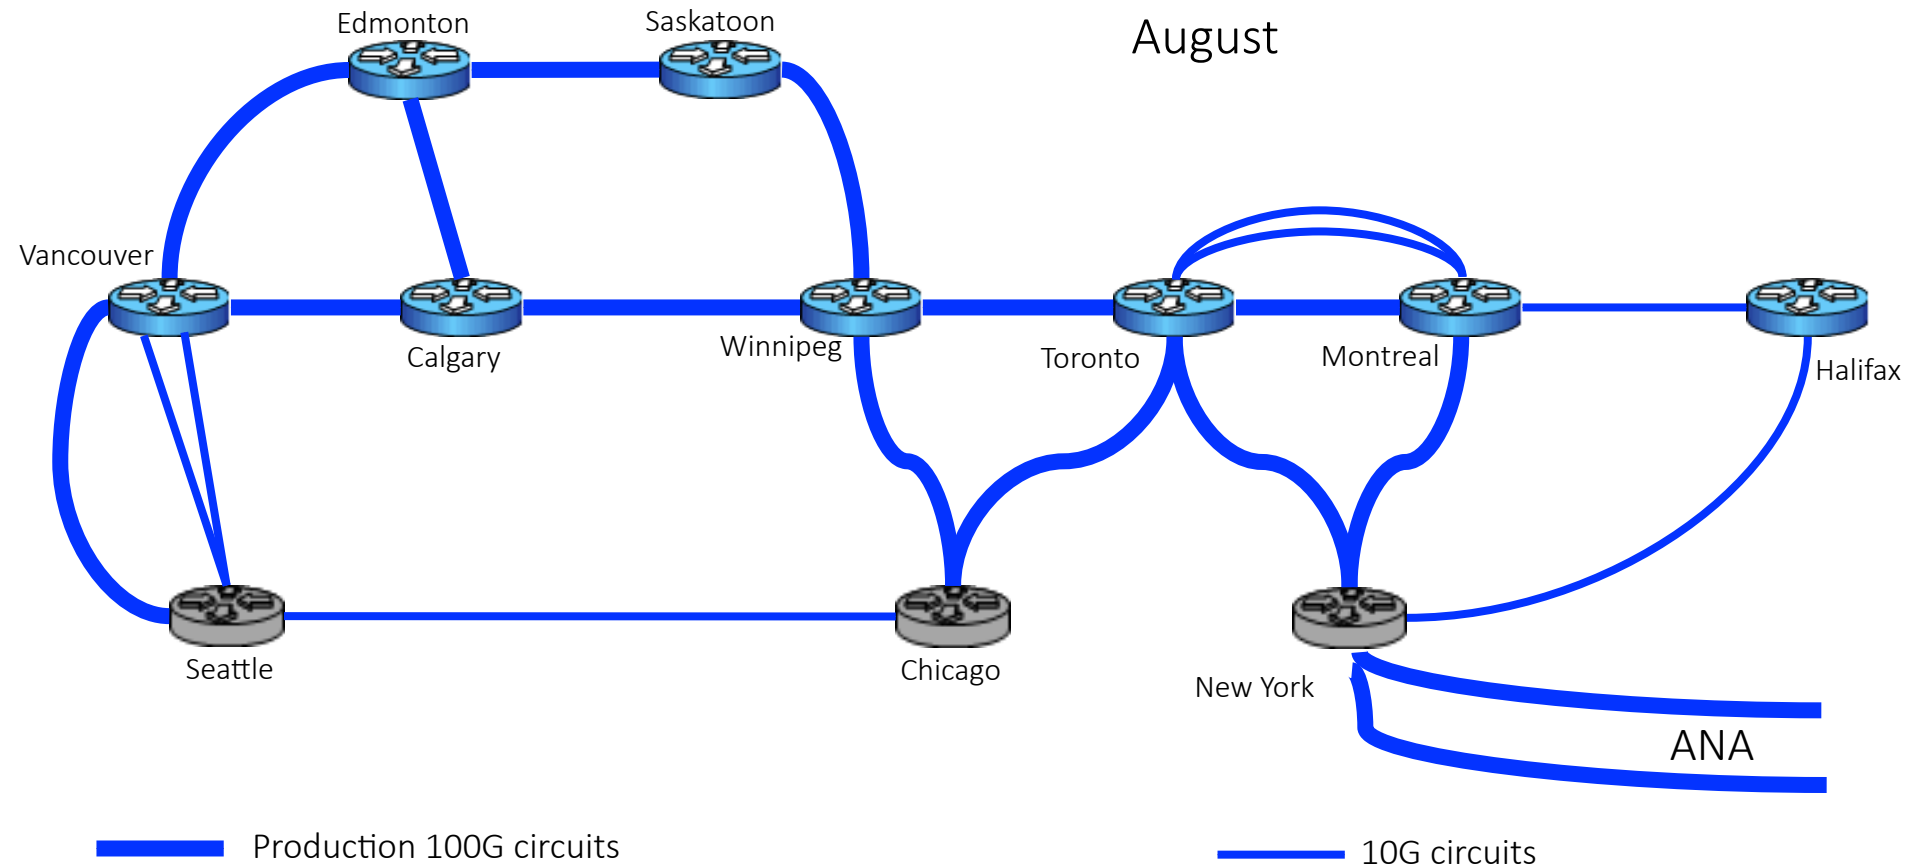 Edmonton
Saskatoon
August
Vancouver
Calgary
Winnipeg
Toronto
Montreal
Halifax
Seattle
Chicago
New York
ANA
Production 100G circuits
10G circuits